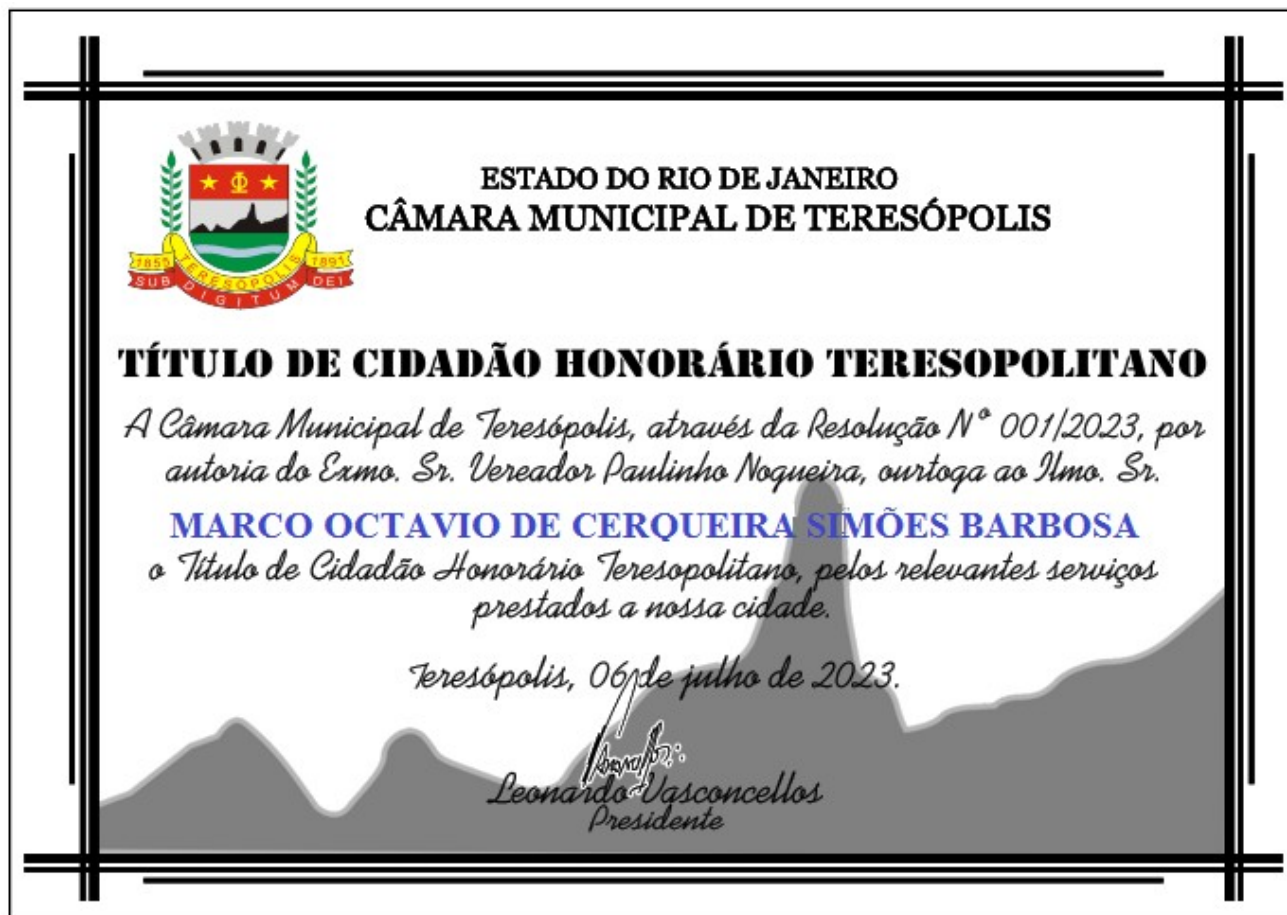 1855 TERESÓPOLIS 1891
SUB DIGITUM DEI
ESTADO DO RIO DE JANEIRO
CÂMARA MUNICIPAL DE TERESÓPOLIS
TÍTULO DE CIDADÃO HONORÁRIO TERESOPOLITANO
A Câmara Municipal de Teresópolis, através da Resolução Nº 001/2023, por
autoria do Exmo. Sr. Vereador Paulinho Nogueira, ourtoga ao Ilmo. Sr.
MARCO OCTAVIO DE CERQUEIRA SIMÕES BARBOSA
o Título de Cidadão Honorário Teresopolitano, pelos relevantes serviços
prestados a nossa cidade.
Teresópolis, 06 de julho de 2023.
Leonardo Vasconcellos
Presidente